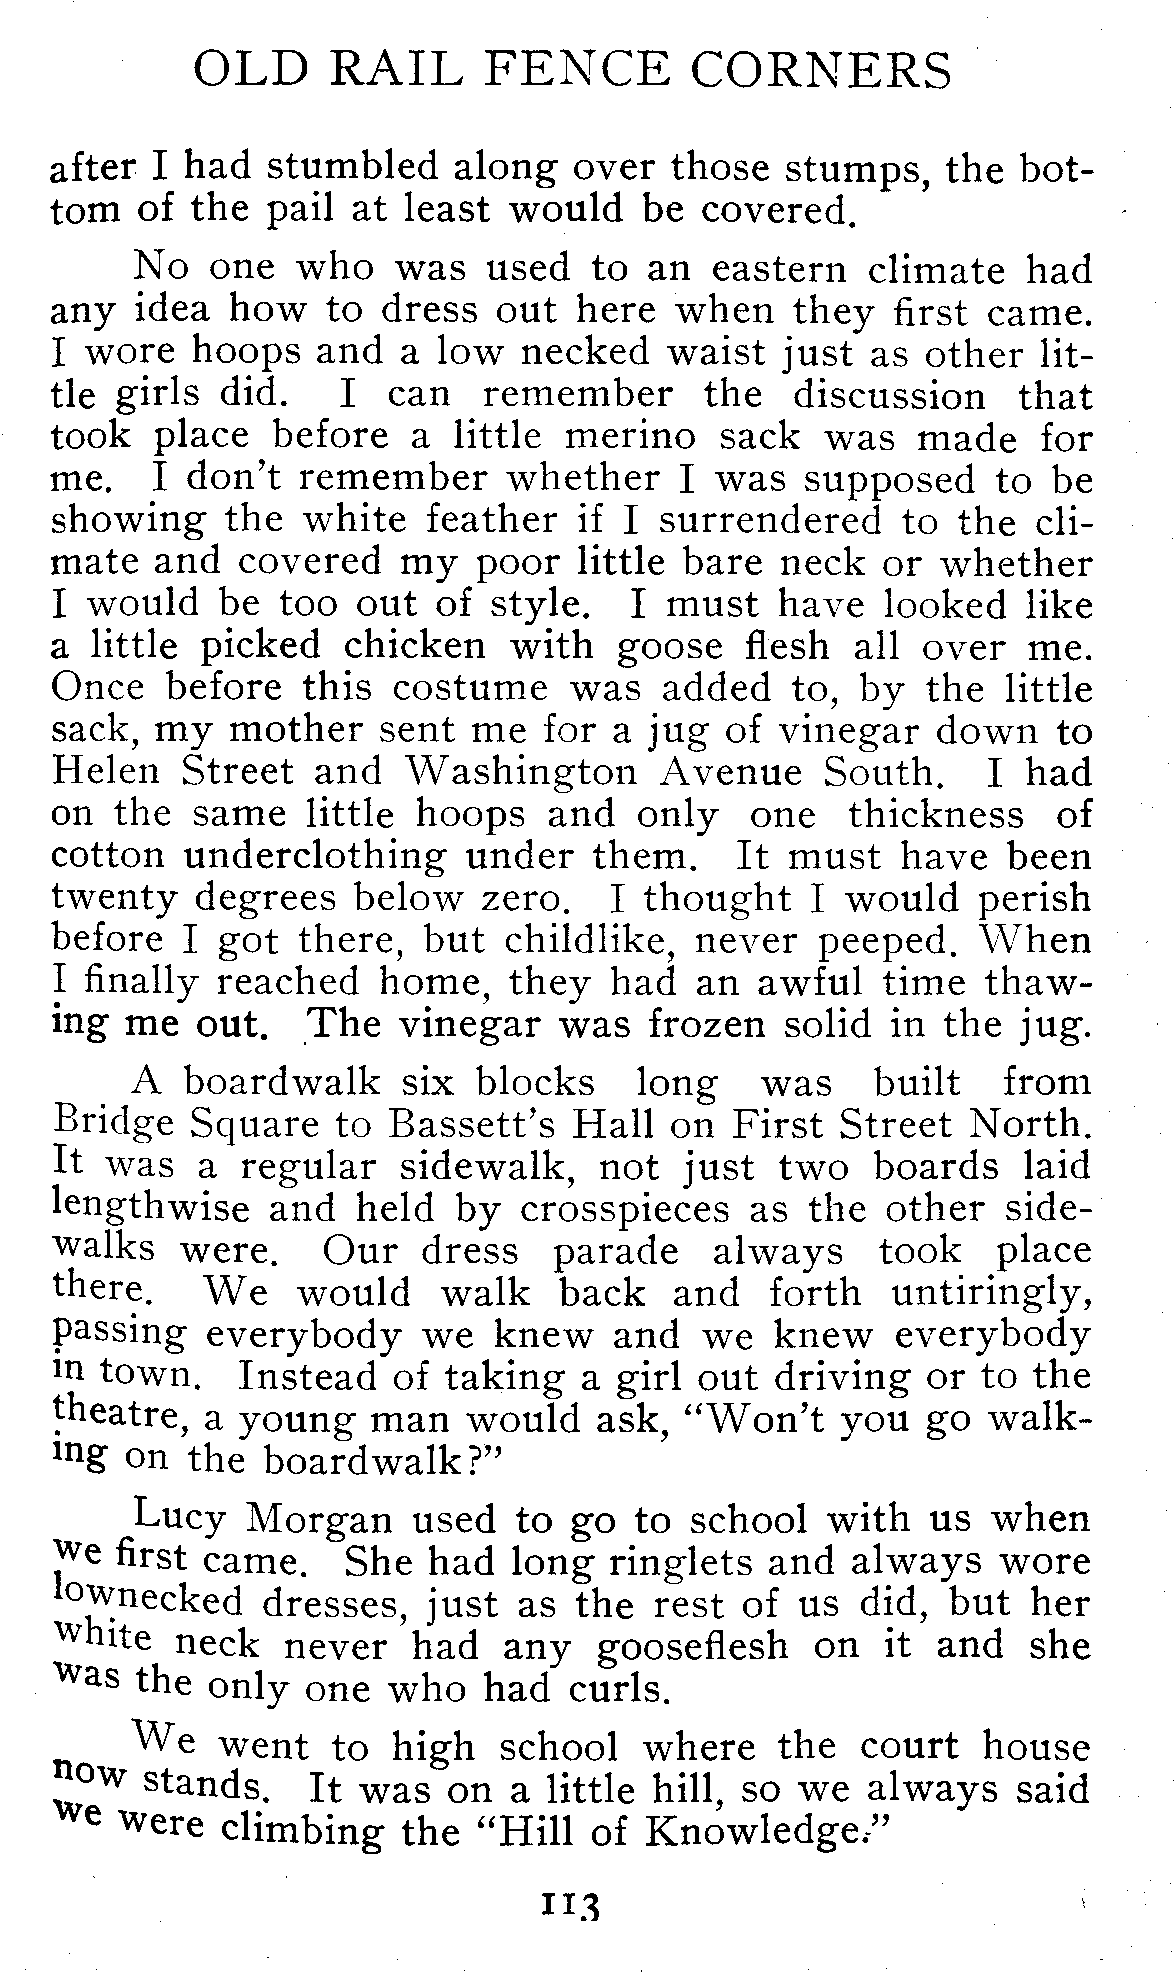 OLD RAIL FENCE CORNERS
after I had stumbled along over those stumps, the bot-
tom of the pail at least would be covered.
No one who was used to an eastern climate had
any idea how to dress out here when they first came.
I wore hoops and a low necked waist just as other lit-
tle girls did. I can remember the discussion that
took place before a little merino sack was made for
me. I don't remember whether I was supposed to be
showing the white feather if I surrendered to the cli-
mate and covered my poor little bare neck or whether
I would be too out of style. I must have looked like
a little picked chicken with goose flesh all over me.
Once before this costume was added to, by the little
sack, my mother sent me for a jug of vinegar down to
Helen Street and Washington Avenue South. I had
on the same little hoops and only one thickness of
cotton underclothing under them. It must have been
twenty degrees below zero. I thought I would perish
before I got there, but childlike, never peeped. When
I finally reached home, they had an awful time thaw-
ing me out. The vinegar was frozen solid in the jug.
A boardwalk six blocks long was built from
Bridge Square to Bassett's Hall on First Street North.
It was a regular sidewalk, not just two boards laid
lengthwise and held by crosspieces as the other side-
walks were. Our dress parade always took place
there. We would walk back and forth untiringly,
passing everybody we knew and we knew everybody
in town. Instead of taking a girl out driving or to the
theatre, a young man would ask, "Won't you go walk-
ing on the boardwalk?"
Lucy Morgan used to go to school with us when
we first came. She had long ringlets and always wore
lownecked dresses, just as the rest of us did, but her
white neck never had any gooseflesh on it and she
was the only one who had curls.
We went to high school where the court house
now stands. It was on a little hill, so we always said
we were climbing the "Hill of Knowledge."
113